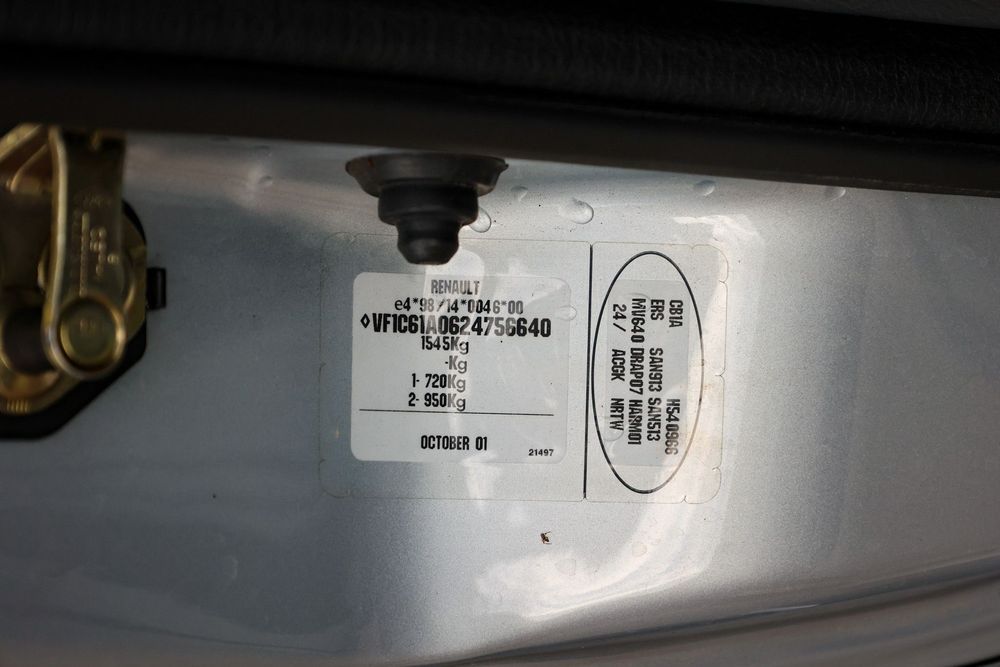 RENAULT
e4*98/14*0046*00
◊VF1C61A0624756640
1545Kg
-Kg
1- 720Kg
2- 950Kg
OCTOBER 01
21497
CB1A H540966
ERS SAN913 SAN513
MV640 DRAP07 HARM01
24/ ACGK NRTW